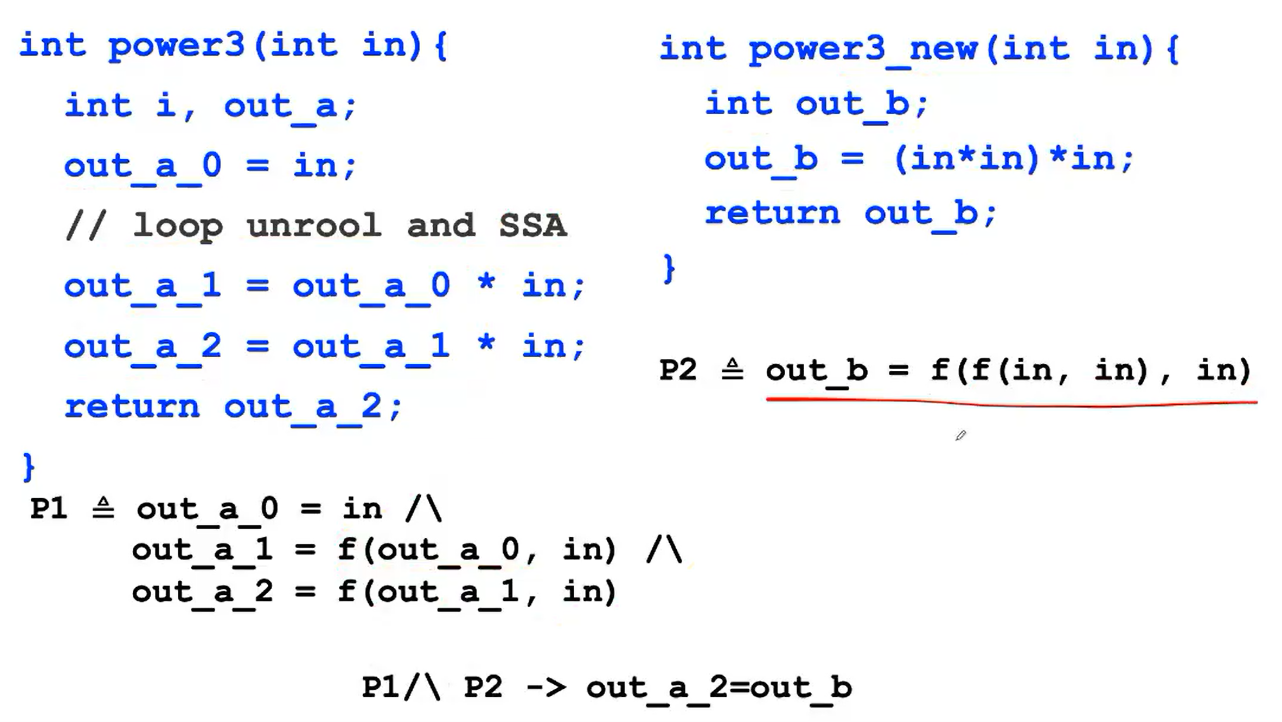 int power3(int in){
int i, out_a;
out_a_0 = in;
// loop unrool and SSA
out_a_1 = out_a_0 * in;
out_a_2 = out_a_1 * in;
return out_a_2;
}
P1 ≜ out_a_0 = in /\
out_a_1 = f(out_a_0, in) /\
out_a_2 = f(out_a_1, in)
int power3_new(int in){
int out_b;
out_b = (in*in)*in;
return out_b;
}
P2 ≜ out_b = f(f(in, in), in)
P1/\ P2 -> out_a_2=out_b